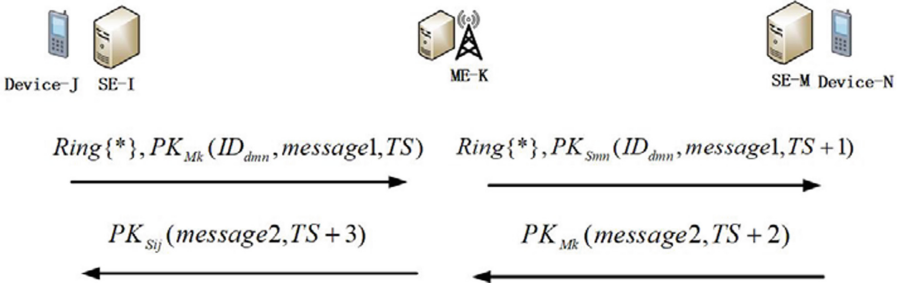 Device-J SE-I ME-K SE-M Device-N
Ring{*}, PK_Mk(ID_dmn, message1, TS) Ring{*}, PK_Smn(ID_dmn, message1, TS+1)
PK_Sij(message2, TS+3) PK_Mk(message2, TS+2)